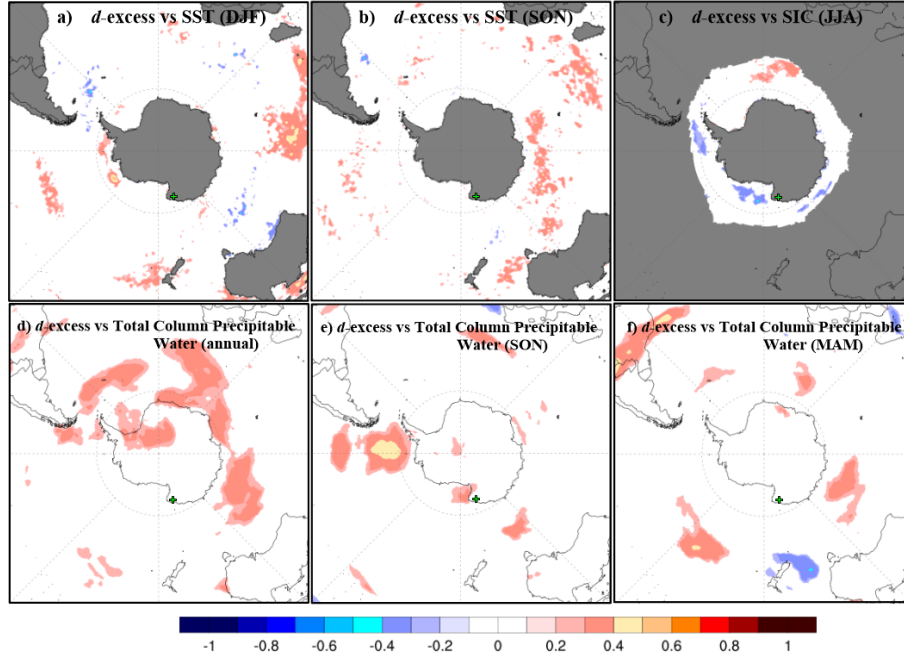 a) d-excess vs SST (DJF)
b) d-excess vs SST (SON)
c) d-excess vs SIC (JJA)
d) d-excess vs Total Column Precipitable
Water (annual)
e) d-excess vs Total Column Precipitable
Water (SON)
f) d-excess vs Total Column Precipitable
Water (MAM)
-1 -0.8 -0.6 -0.4 -0.2 0 0.2 0.4 0.6 0.8 1